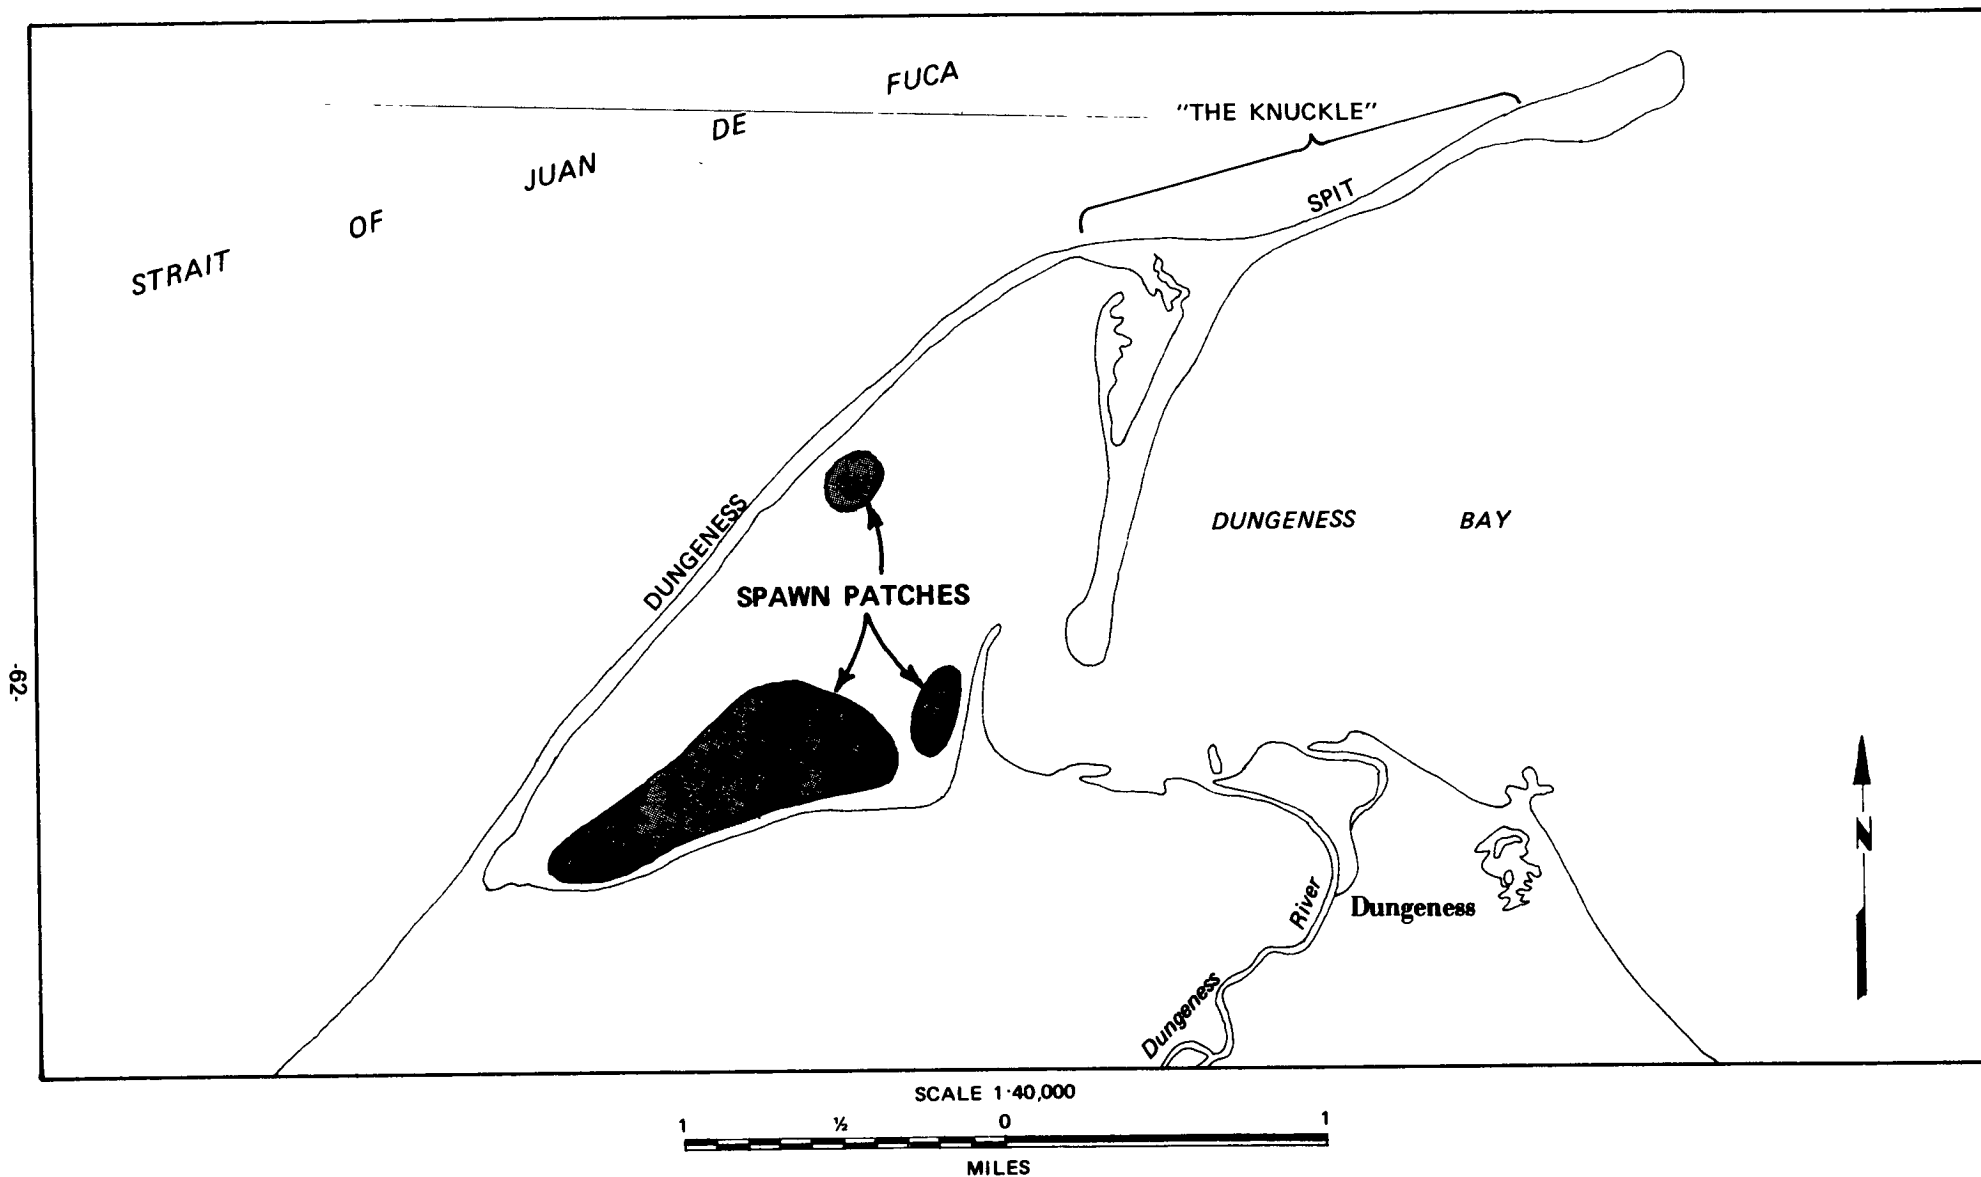 STRAIT OF JUAN DE FUCA
"THE KNUCKLE"
DUNGENESS SPIT
DUNGENESS BAY
SPAWN PATCHES
-62-
N
Dungeness
Dungeness River
SCALE 1·40,000
1 ½ 0 1
MILES